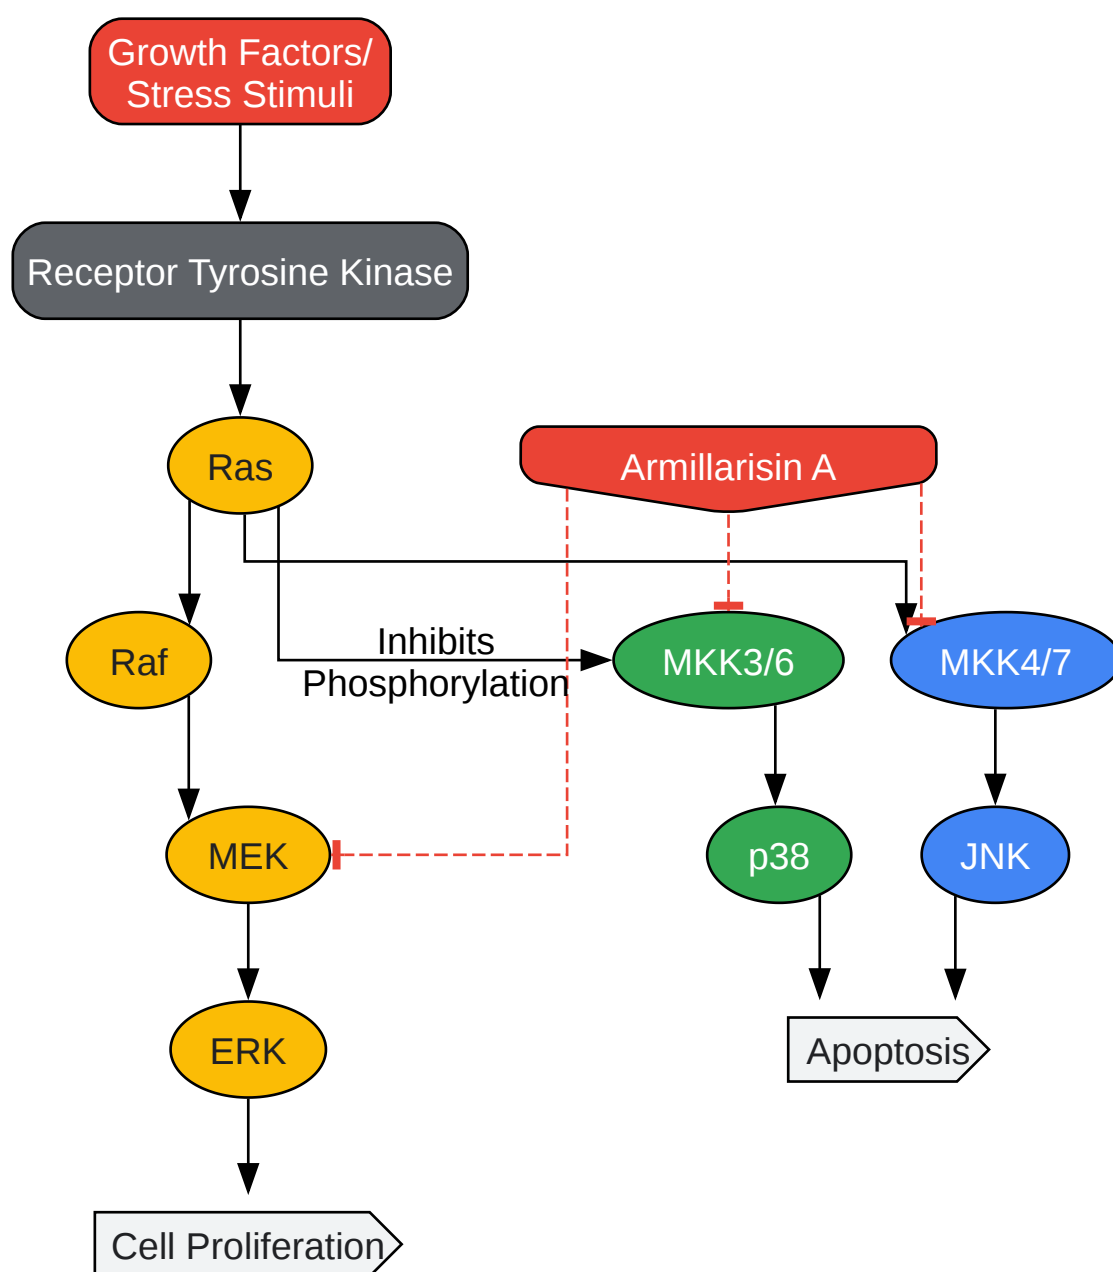 Growth Factors/
Stress Stimuli
Receptor Tyrosine Kinase
Ras
Armillarisin A
Raf
Inhibits
Phosphorylation
MKK3/6
MKK4/7
MEK
p38
JNK
ERK
Apoptosis
Cell Proliferation